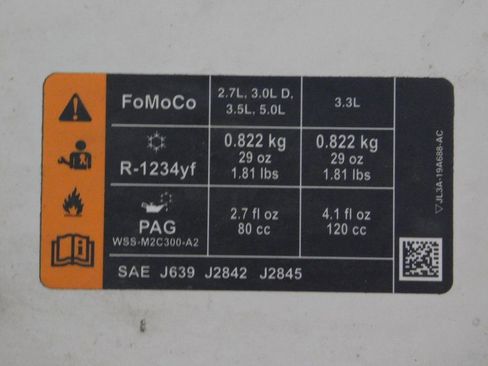 FoMoCo
2.7L, 3.0L D,
3.5L, 5.0L
3.3L
R-1234yf
0.822 kg
29 oz
1.81 lbs
0.822 kg
29 oz
1.81 lbs
PAG
WSS-M2C300-A2
2.7 fl oz
80 cc
4.1 fl oz
120 cc
SAE J639 J2842 J2845
JL3A-19A688-AC